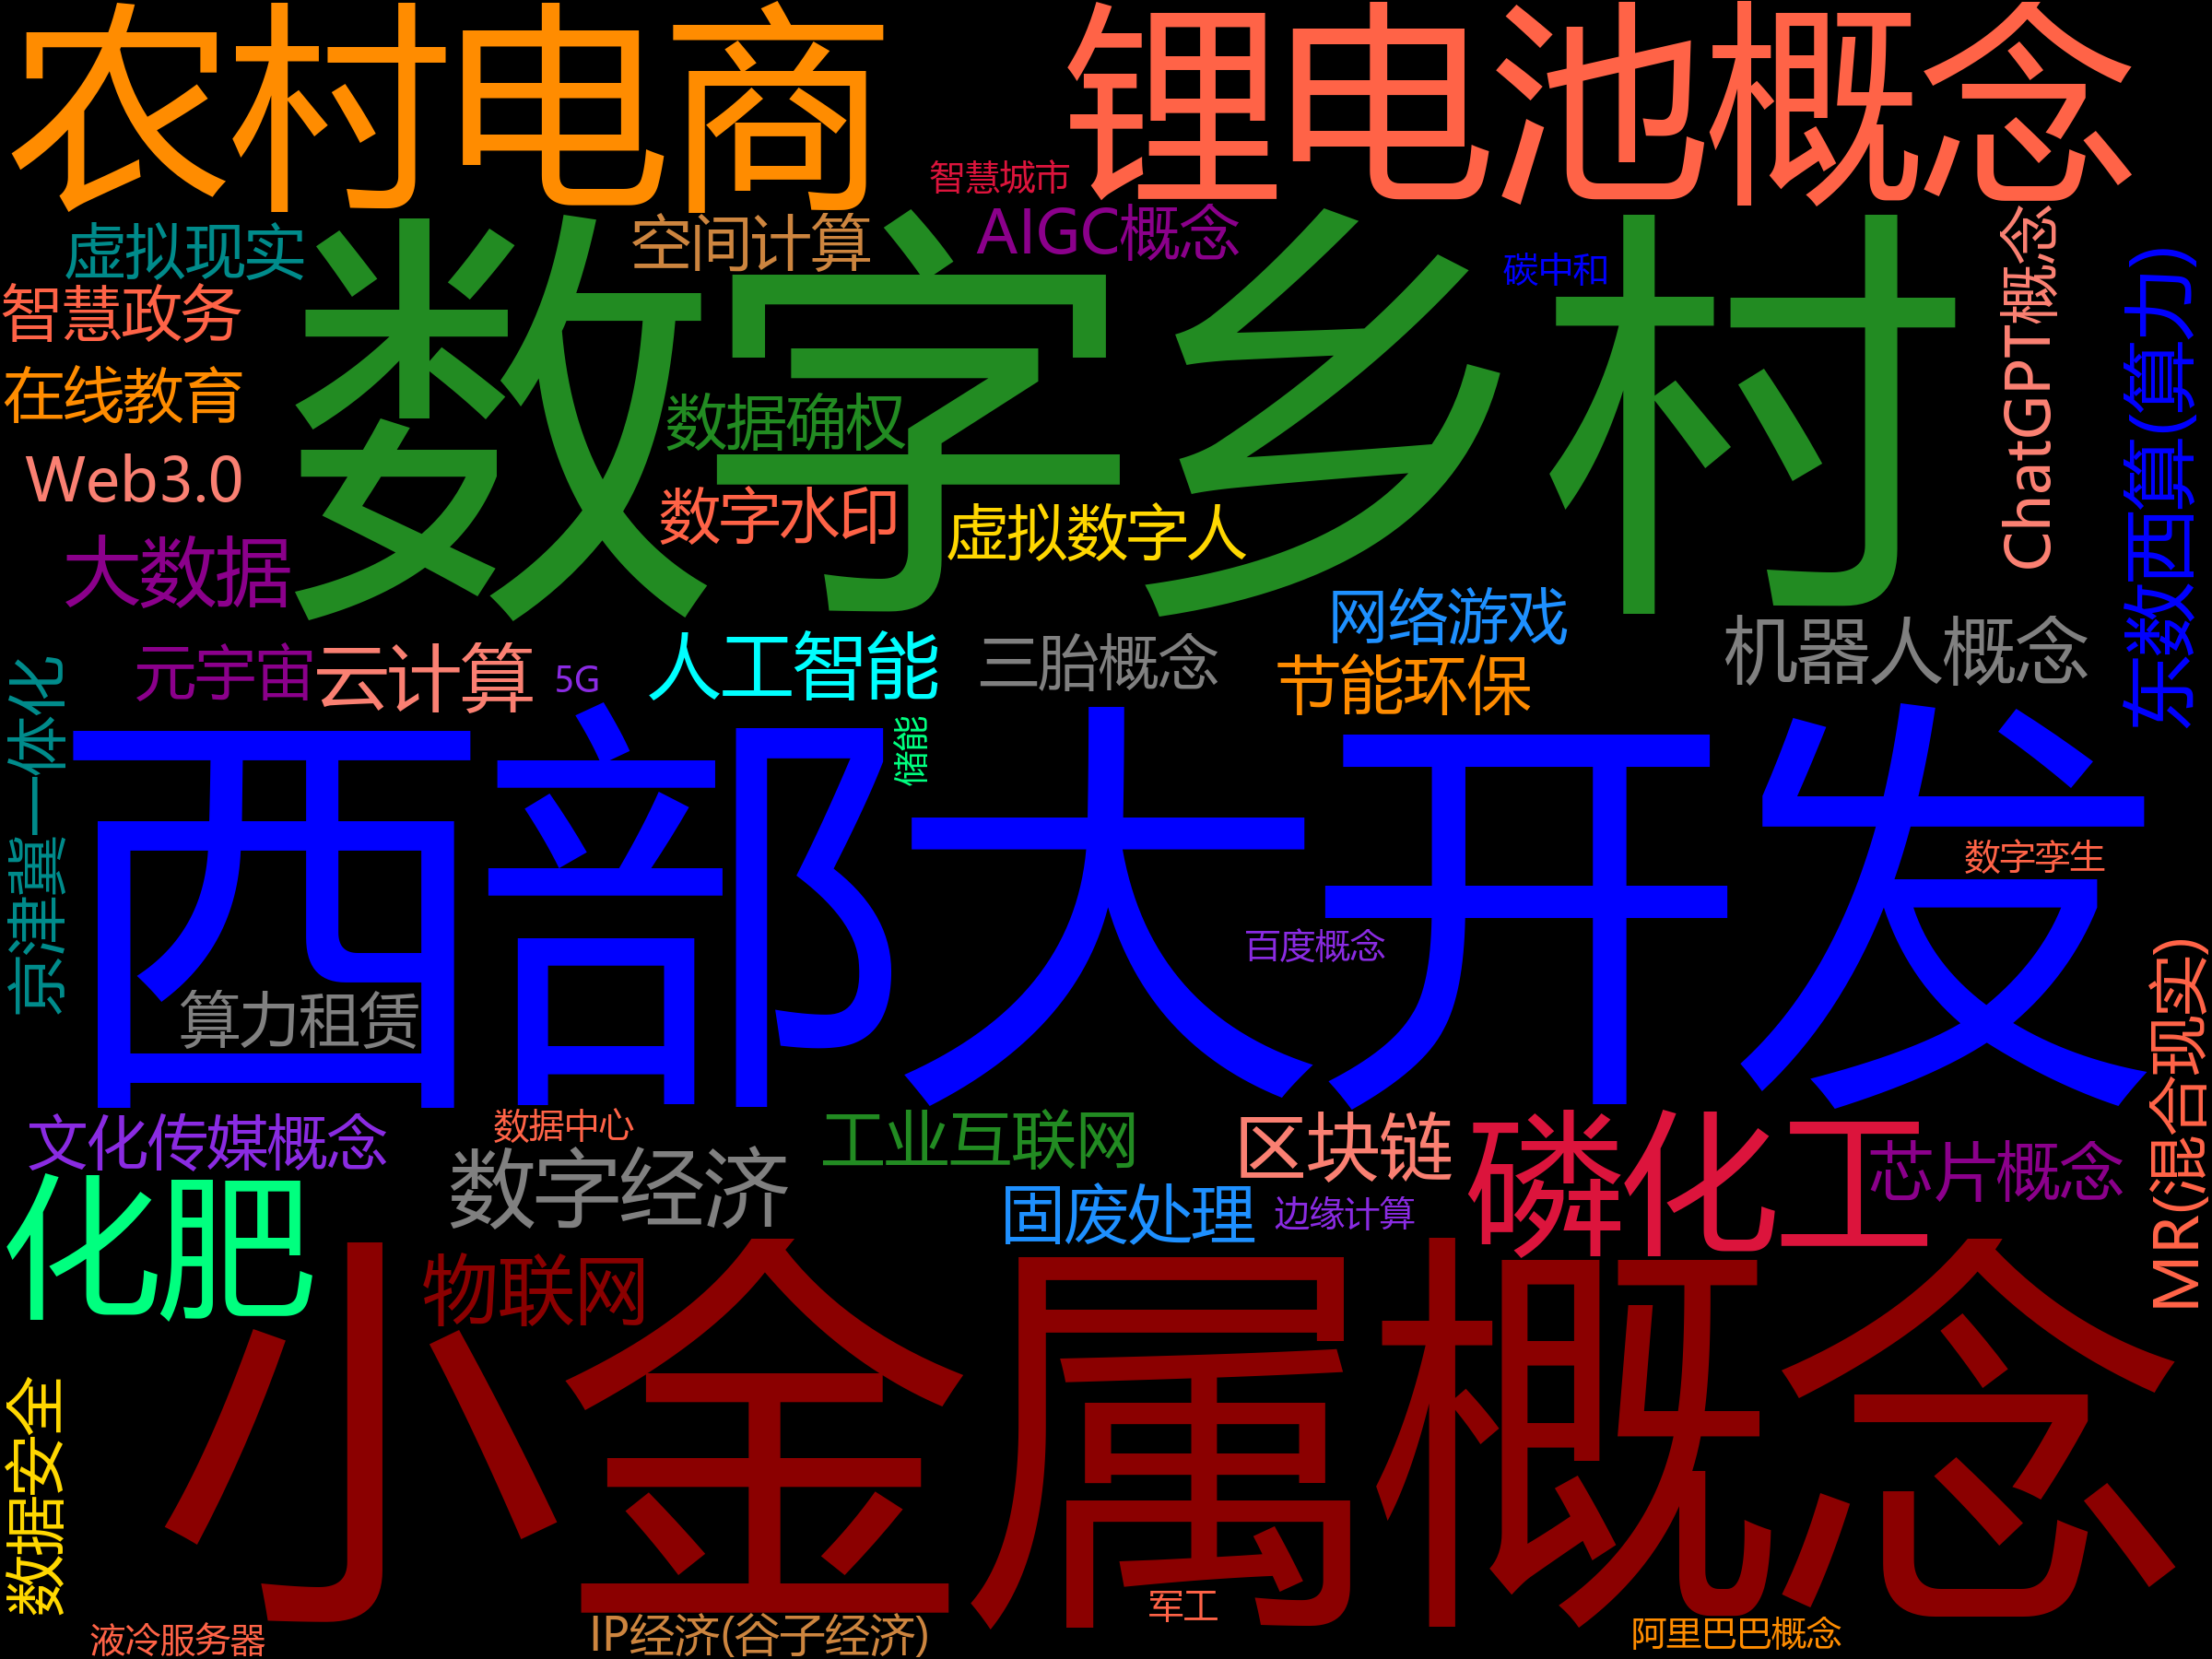 农村电商
锂电池概念
智慧城市
虚拟现实
空间计算
AIGC概念
碳中和
智慧政务
数字乡村
ChatGPT概念
东数西算(算力)
在线教育
数据确权
Web3.0
数字水印
虚拟数字人
大数据
网络游戏
元宇宙
云计算
5G
人工智能
三胎概念
节能环保
机器人概念
京津冀一体化
储能
西部大开发
数字孪生
百度概念
算力租赁
MR(混合现实)
文化传媒概念
数据中心
数字经济
工业互联网
区块链
磷化工
芯片概念
化肥
固废处理
边缘计算
物联网
小金属概念
数据安全
军工
液冷服务器
IP经济(谷子经济)
阿里巴巴概念